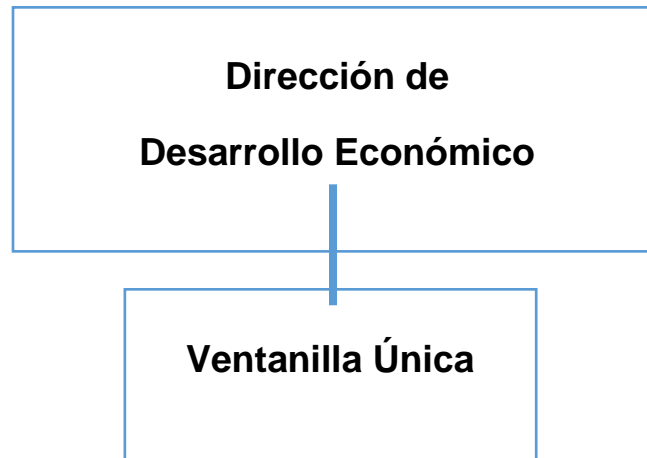 Dirección de
Desarrollo Económico
Ventanilla Única